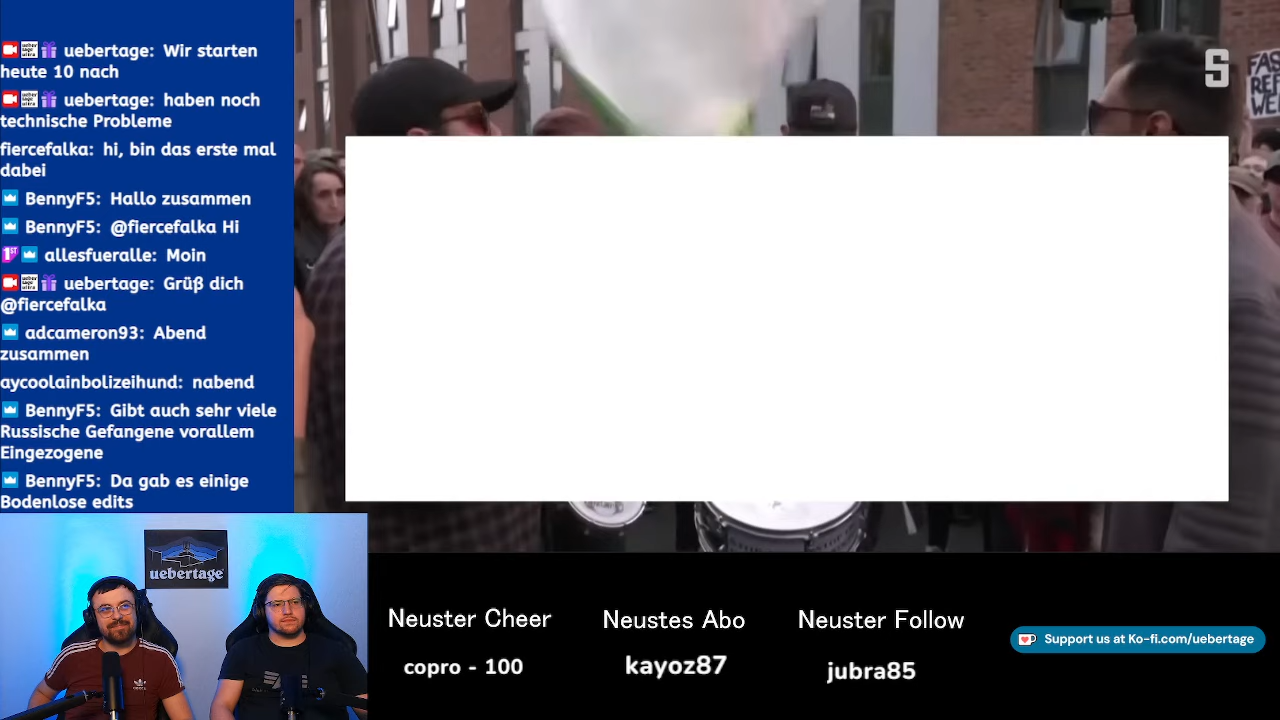 uebertage: Wir starten
heute 10 nach
uebertage: haben noch
technische Probleme
fiercefalka: hi, bin das erste mal
dabei
BennyF5: Hallo zusammen
BennyF5: @fiercefalka Hi
1ST allesfueralle: Moin
uebertage: Grüß dich
@fiercefalka
adcameron93: Abend
zusammen
aycoolainbolizeihund: nabend
BennyF5: Gibt auch sehr viele
Russische Gefangene vorallem
Eingezogene
BennyF5: Da gab es einige
Bodenlose edits
S
uebertage
adidas
Neuster Cheer
copro - 100
Neustes Abo
kayoz87
Neuster Follow
jubra85
Support us at Ko-fi.com/uebertage